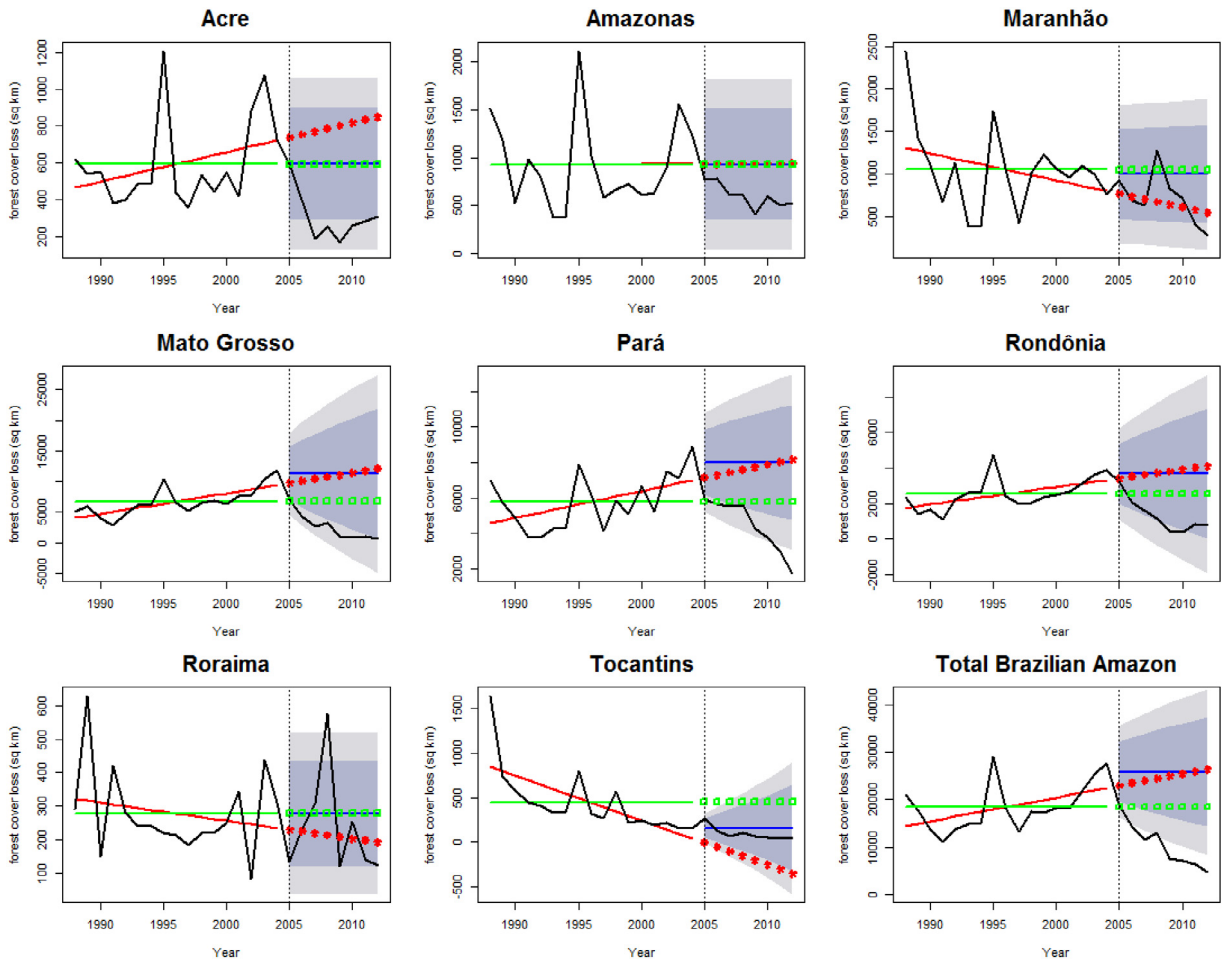 Acre
forest cover loss (sq km)
200 400 600 800 1000 1200
1990 1995 2000 2005 2010
Year
Amazonas
forest cover loss (sq km)
0 500 1000 1500 2000
1990 1995 2000 2005 2010
Year
Maranhão
forest cover loss (sq km)
500 1000 1500 2500
1990 1995 2000 2005 2010
Year
Mato Grosso
forest cover loss (sq km)
-5000 0 5000 15000 25000
1990 1995 2000 2005 2010
Year
Pará
forest cover loss (sq km)
2000 6000 10000
1990 1995 2000 2005 2010
Year
Rondônia
forest cover loss (sq km)
-2000 0 2000 6000
1990 1995 2000 2005 2010
Year
Roraima
forest cover loss (sq km)
100 200 300 400 500 600
1990 1995 2000 2005 2010
Year
Tocantins
forest cover loss (sq km)
-500 0 500 1000 1500
1990 1995 2000 2005 2010
Year
Total Brazilian Amazon
forest cover loss (sq km)
0 10000 20000 30000 40000
1990 1995 2000 2005 2010
Year